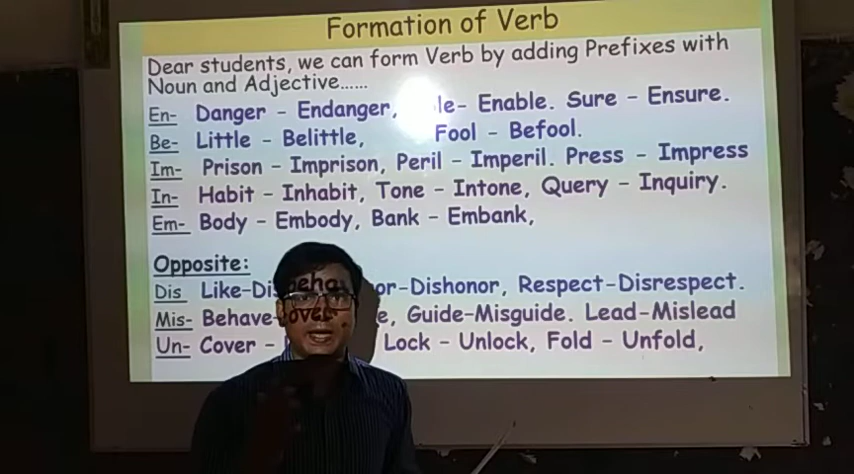 Formation of Verb
Dear students, we can form Verb by adding Prefixes with
Noun and Adjective......
En- Danger - Endanger, le- Enable. Sure - Ensure.
Be- Little - Belittle, Fool - Befool.
Im- Prison - Imprison, Peril - Imperil. Press - Impress
In- Habit - Inhabit, Tone - Intone, Query - Inquiry.
Em- Body - Embody, Bank - Embank,
Opposite:
Dis Like-Dis or-Dishonor, Respect-Disrespect.
Mis- Behave- e, Guide-Misguide. Lead-Mislead
Un- Cover - Lock - Unlock, Fold - Unfold,